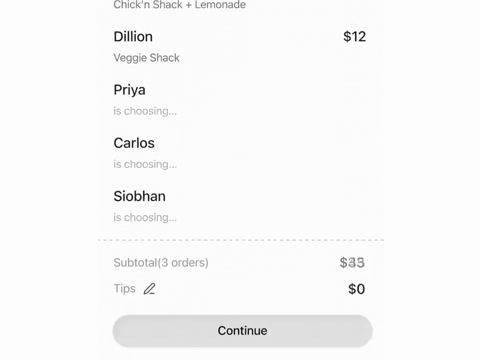 Chick'n Shack + Lemonade
Dillion
$12
Veggie Shack
Priya
is choosing...
Carlos
is choosing...
Siobhan
is choosing...
Subtotal(3 orders)
Tips
$0
Continue